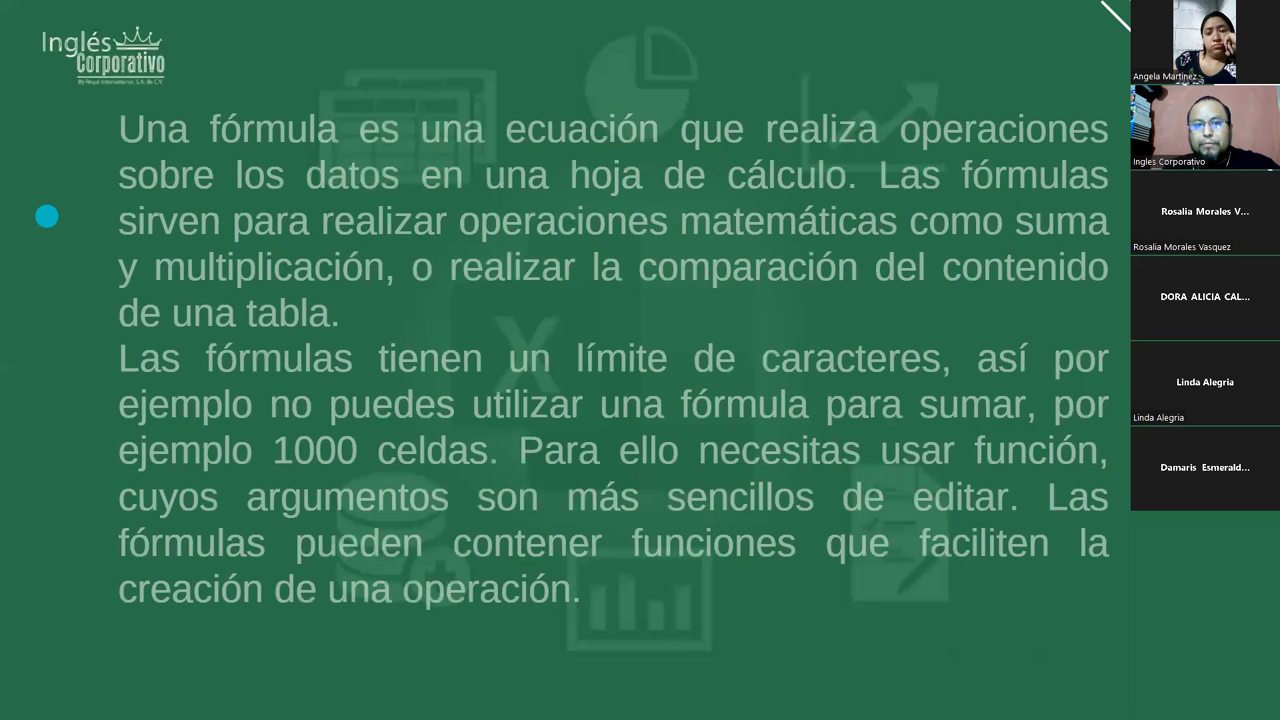 Inglés
Corporativo
By Royal International, S.A. de C.V.
Una fórmula es una ecuación que realiza operaciones
sobre los datos en una hoja de cálculo. Las fórmulas
sirven para realizar operaciones matemáticas como suma
y multiplicación, o realizar la comparación del contenido
de una tabla.
Las fórmulas tienen un límite de caracteres, así por
ejemplo no puedes utilizar una fórmula para sumar, por
ejemplo 1000 celdas. Para ello necesitas usar función,
cuyos argumentos son más sencillos de editar. Las
fórmulas pueden contener funciones que faciliten la
creación de una operación.
X
Angela Martinez
Ingles Corporativo
Rosalia Morales V...
Rosalia Morales Vasquez
DORA ALICIA CAL...
Linda Alegria
Linda Alegria
Damaris Esmerald...